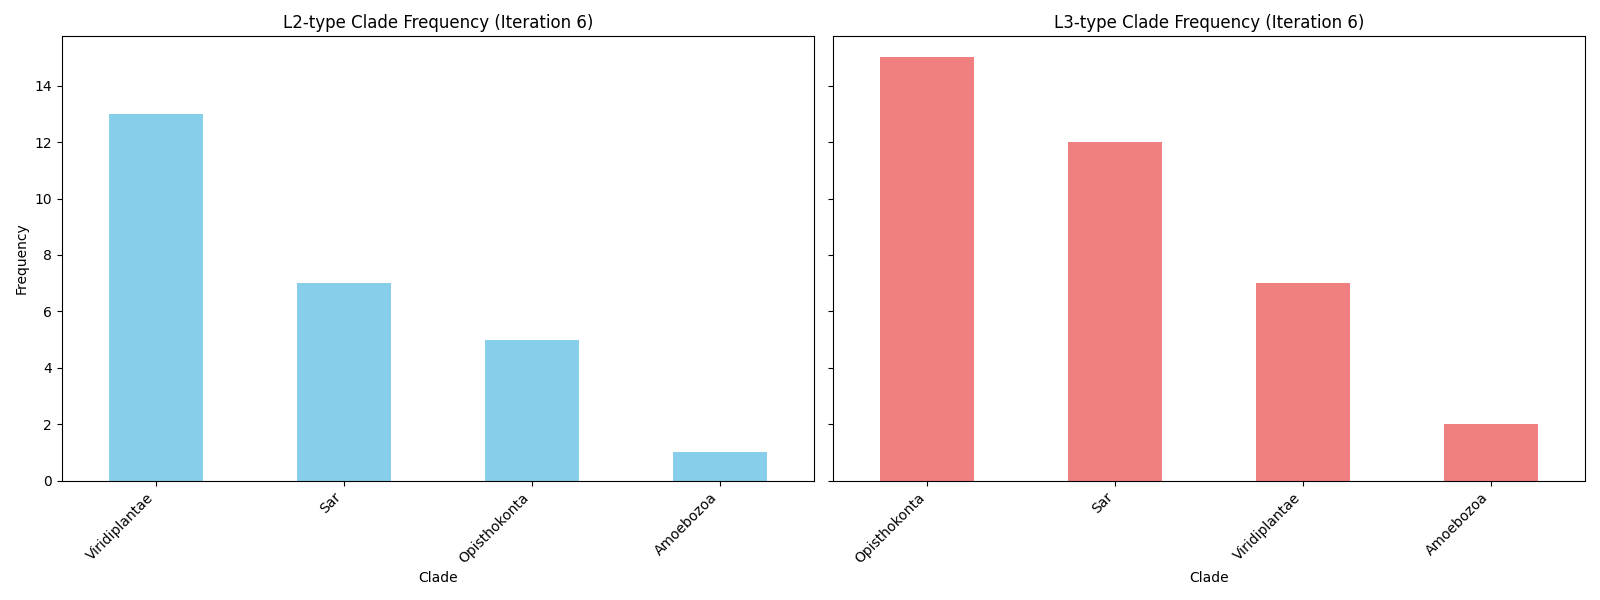 L2-type Clade Frequency (Iteration 6)
Frequency
14
12
10
8
6
4
2
0
Viridiplantae
Sar
Opisthokonta
Amoebozoa
Clade
L3-type Clade Frequency (Iteration 6)
Opisthokonta
Sar
Viridiplantae
Amoebozoa
Clade